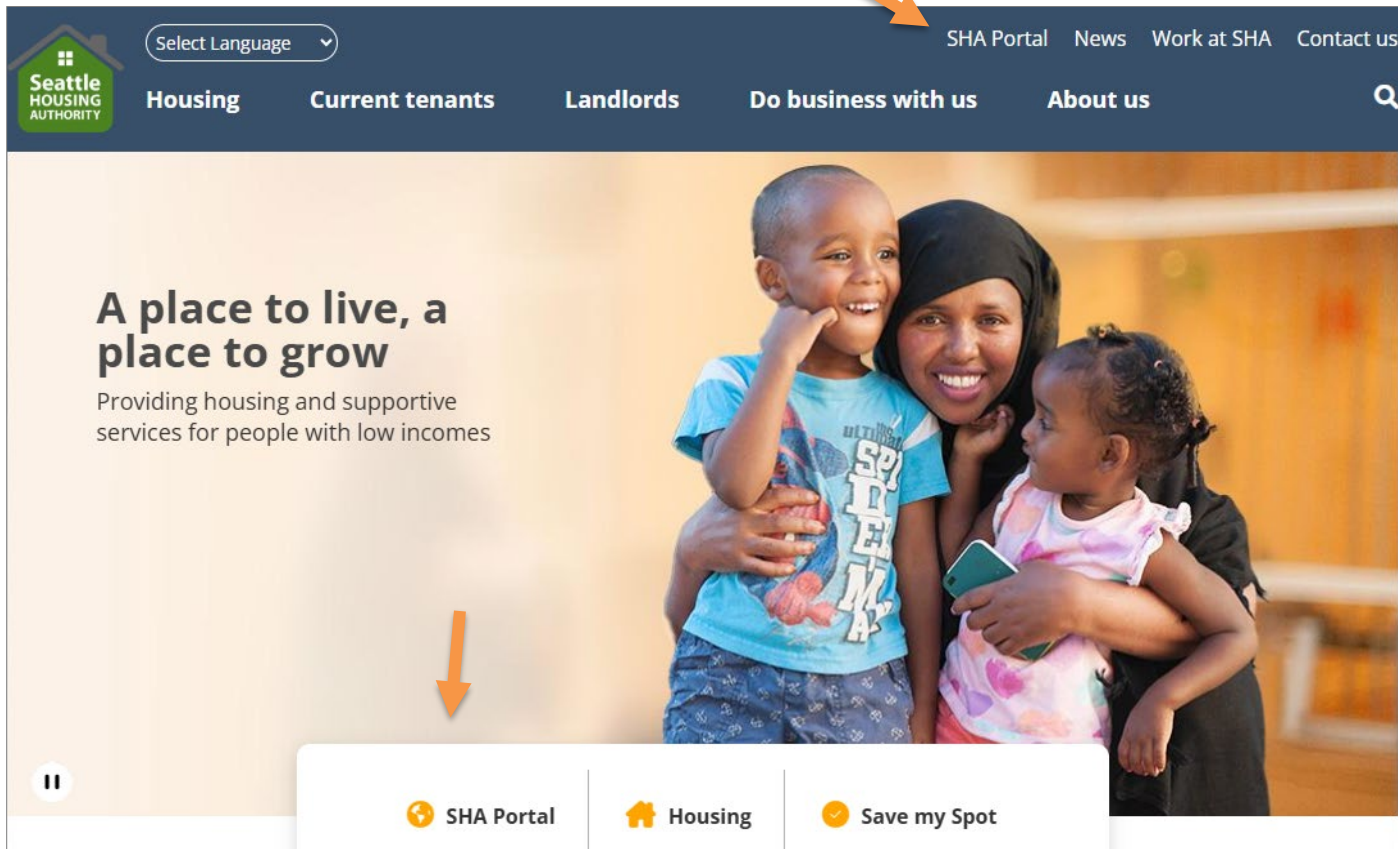 Select Language
SHA Portal News Work at SHA Contact us
Seattle
HOUSING
AUTHORITY
Housing Current tenants Landlords Do business with us About us
A place to live, a
place to grow
Providing housing and supportive
services for people with low incomes
SPIDER-MAN
SHA Portal Housing Save my Spot